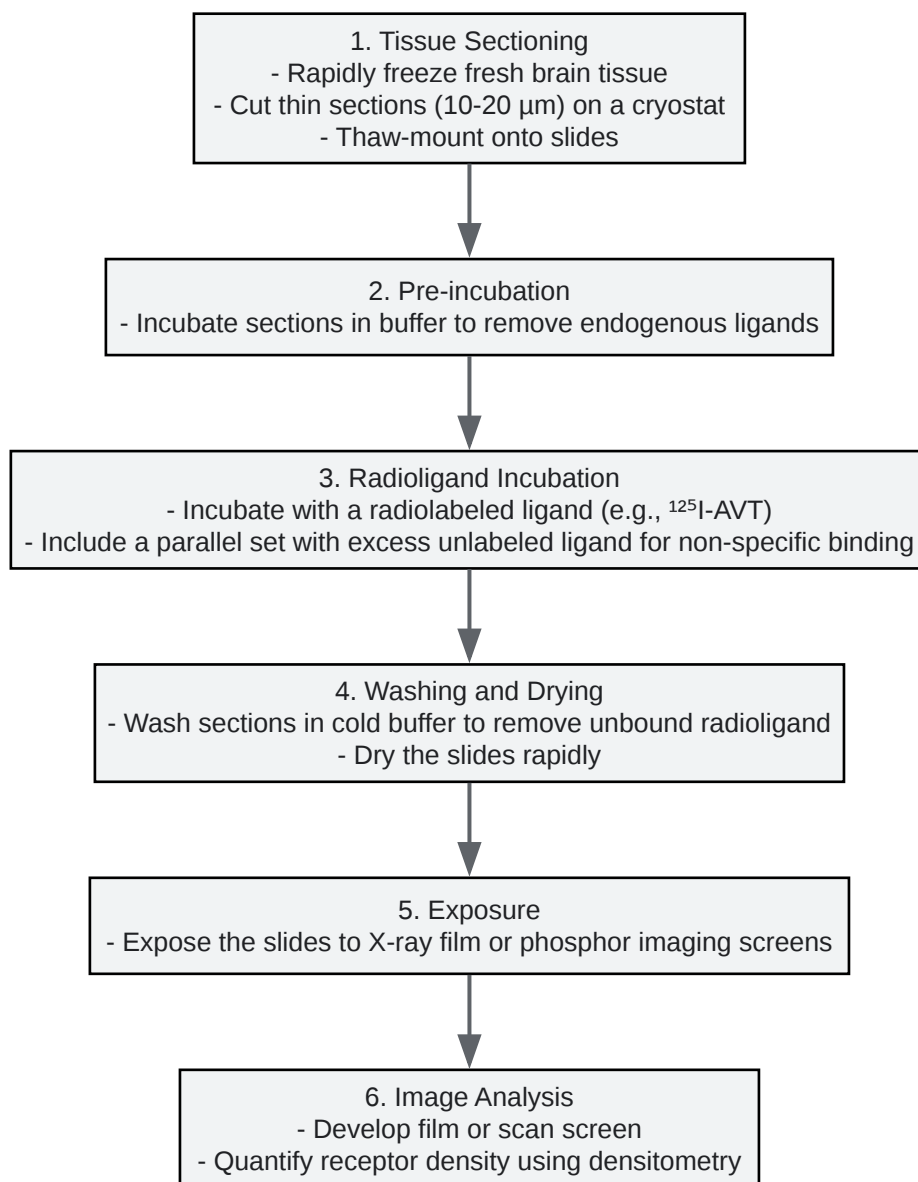 1. Tissue Sectioning
- Rapidly freeze fresh brain tissue
- Cut thin sections (10-20 µm) on a cryostat
- Thaw-mount onto slides
2. Pre-incubation
- Incubate sections in buffer to remove endogenous ligands
3. Radioligand Incubation
- Incubate with a radiolabeled ligand (e.g., ¹²⁵I-AVT)
- Include a parallel set with excess unlabeled ligand for non-specific binding
4. Washing and Drying
- Wash sections in cold buffer to remove unbound radioligand
- Dry the slides rapidly
5. Exposure
- Expose the slides to X-ray film or phosphor imaging screens
6. Image Analysis
- Develop film or scan screen
- Quantify receptor density using densitometry